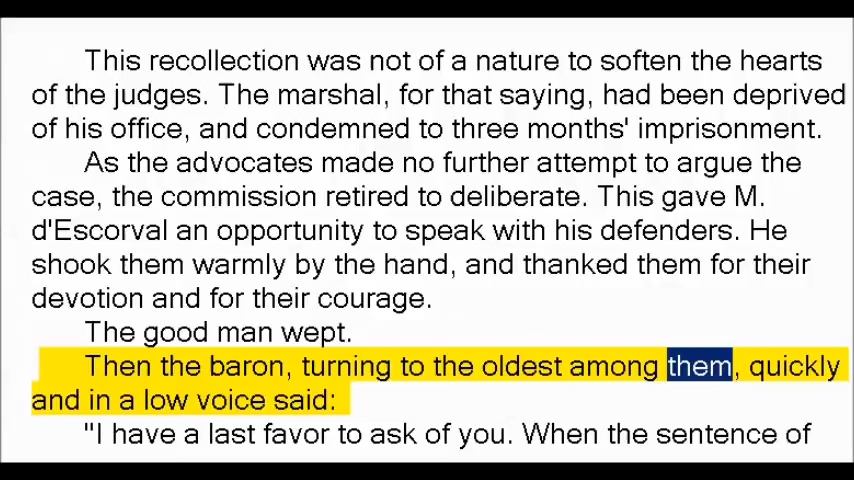 This recollection was not of a nature to soften the hearts
of the judges. The marshal, for that saying, had been deprived
of his office, and condemned to three months' imprisonment.
As the advocates made no further attempt to argue the
case, the commission retired to deliberate. This gave M.
d'Escorval an opportunity to speak with his defenders. He
shook them warmly by the hand, and thanked them for their
devotion and for their courage.
The good man wept.
Then the baron, turning to the oldest among them, quickly
and in a low voice said:
"I have a last favor to ask of you. When the sentence of